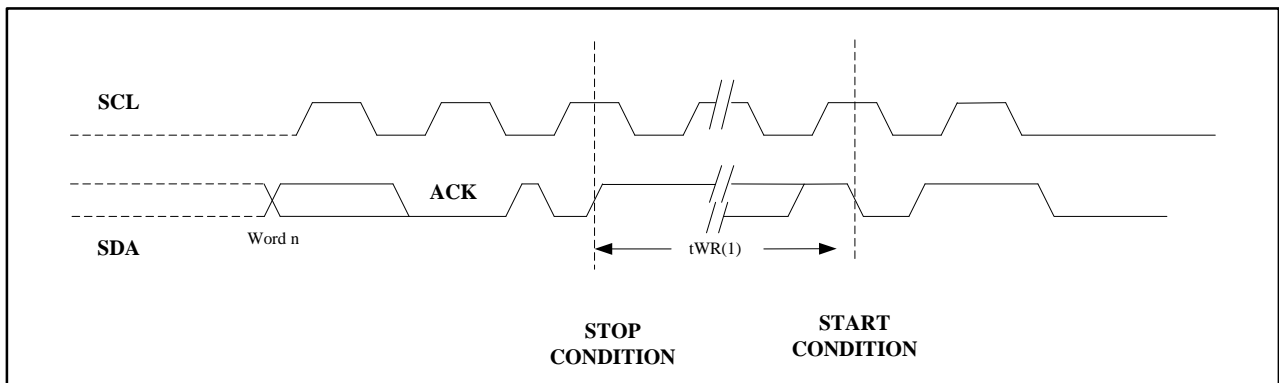 SCL
ACK
SDA
Word n
tWR(1)
STOP
CONDITION
START
CONDITION